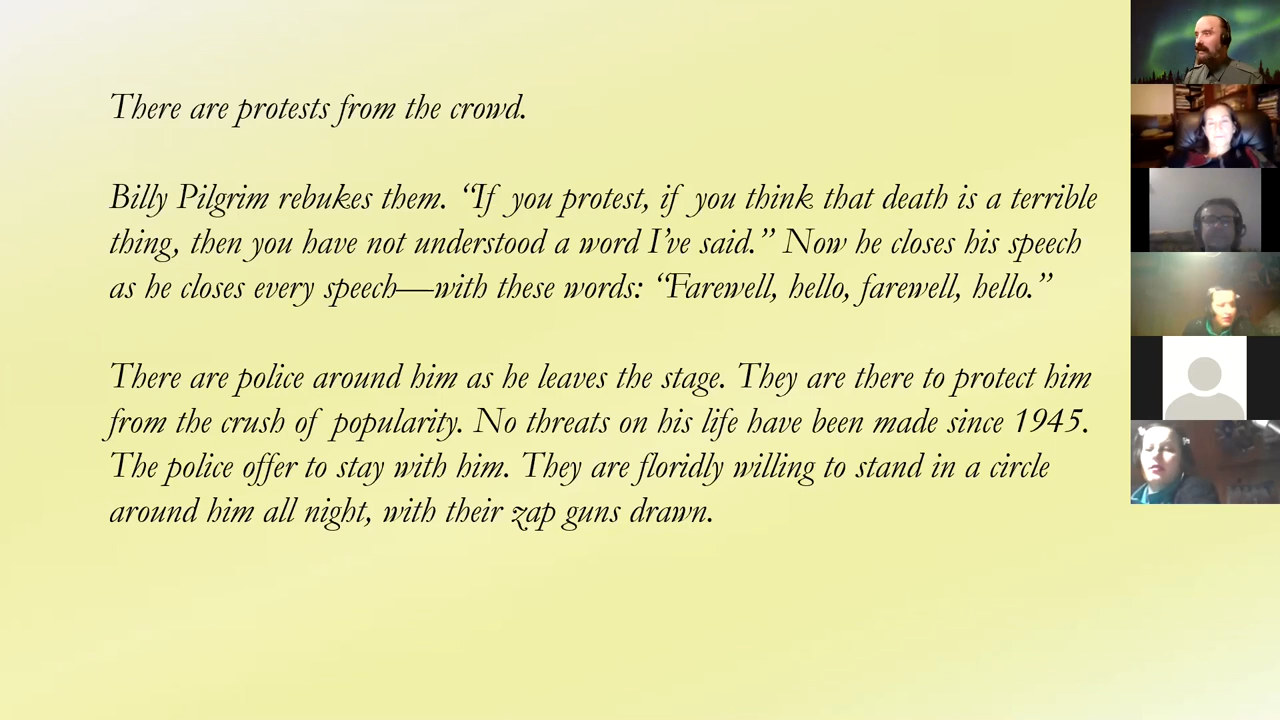 There are protests from the crowd.
Billy Pilgrim rebukes them. “If you protest, if you think that death is a terrible
thing, then you have not understood a word I’ve said.” Now he closes his speech
as he closes every speech—with these words: “Farewell, hello, farewell, hello.”
There are police around him as he leaves the stage. They are there to protect him
from the crush of popularity. No threats on his life have been made since 1945.
The police offer to stay with him. They are floridly willing to stand in a circle
around him all night, with their zap guns drawn.